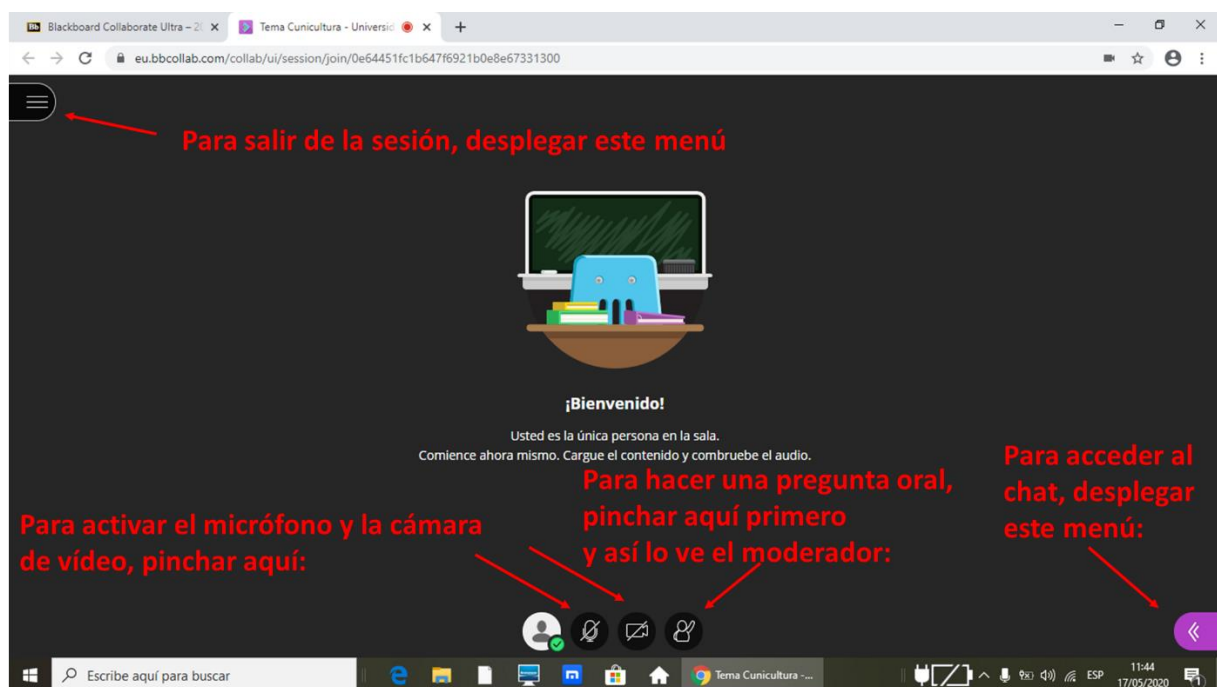 Blackboard Collaborate Ultra – 20
Tema Cunicultura - Universid
eu.bbcollab.com/collab/ui/session/join/0e64451fc1b647f6921b0e8e67331300
Para salir de la sesión, desplegar este menú
¡Bienvenido!
Usted es la única persona en la sala.
Comience ahora mismo. Cargue el contenido y combruebe el audio.
Para hacer una pregunta oral,
pinchar aquí primero
y así lo ve el moderador:
Para acceder al
chat, desplegar
este menú:
Para activar el micrófono y la cámara
de vídeo, pinchar aquí:
Escribe aquí para buscar
Tema Cunicultura -...
ESP
11:44
17/05/2020